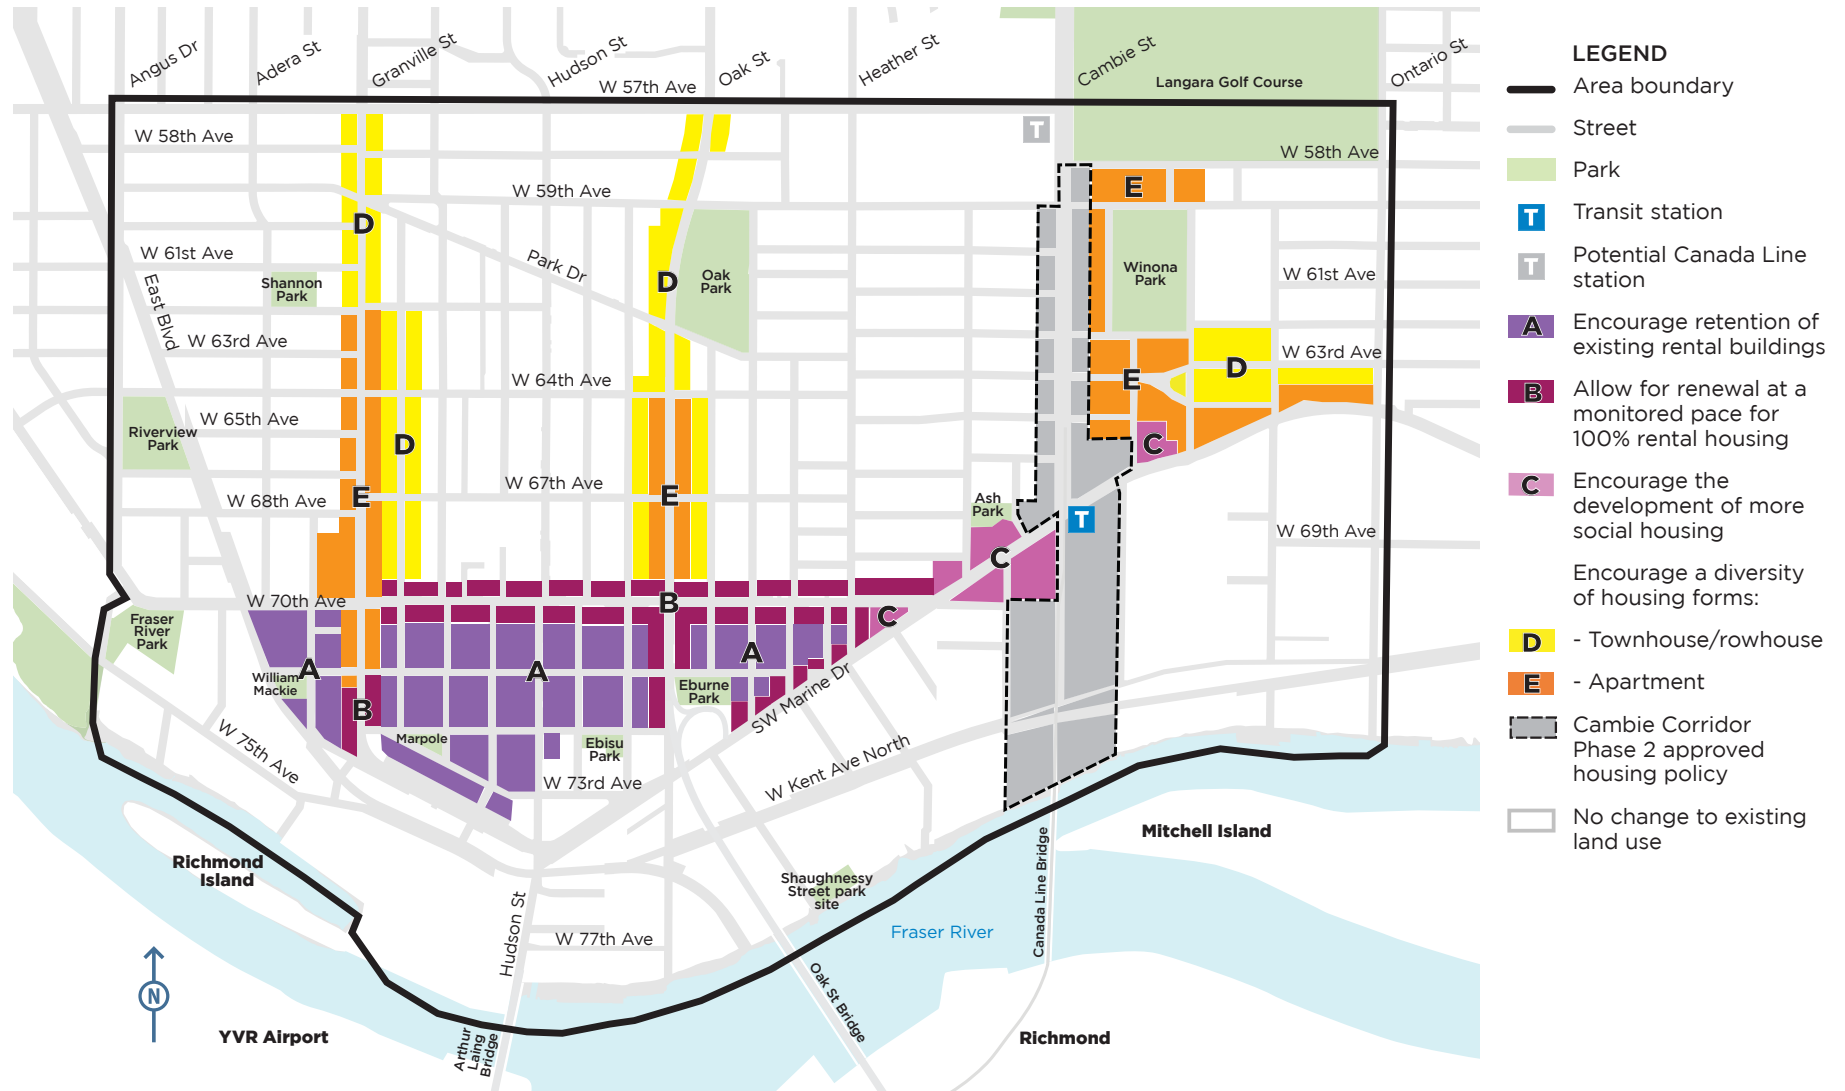 Angus Dr
Adera St
Granville St
Hudson St
Oak St
Heather St
Cambie St
Ontario St
W 57th Ave
Langara Golf Course
T
W 58th Ave
W 58th Ave
W 59th Ave
E
D
W 61st Ave
Park Dr
D
Oak
Park
Winona
Park
W 61st Ave
Shannon
Park
East Blvd
W 63rd Ave
W 63rd Ave
W 64th Ave
E
D
W 65th Ave
Riverview
Park
D
C
W 67th Ave
W 68th Ave
E
E
Ash
Park
T
W 69th Ave
C
W 70th Ave
B
C
Fraser
River
Park
A
A
A
William
Mackie
Eburne
Park
B
SW Marine Dr
Marpole
Ebisu
Park
W 75th Ave
W 73rd Ave
W Kent Ave North
Richmond
Island
Mitchell Island
Canada Line Bridge
Shaughnessy
Street park
site
Fraser River
Hudson St
W 77th Ave
Oak St Bridge
N
YVR Airport
Arthur
Laing
Bridge
Richmond
LEGEND
Area boundary
Street
Park
T
Transit station
T
Potential Canada Line
station
A
Encourage retention of
existing rental buildings
B
Allow for renewal at a
monitored pace for
100% rental housing
C
Encourage the
development of more
social housing
Encourage a diversity
of housing forms:
D
- Townhouse/rowhouse
E
- Apartment
Cambie Corridor
Phase 2 approved
housing policy
No change to existing
land use